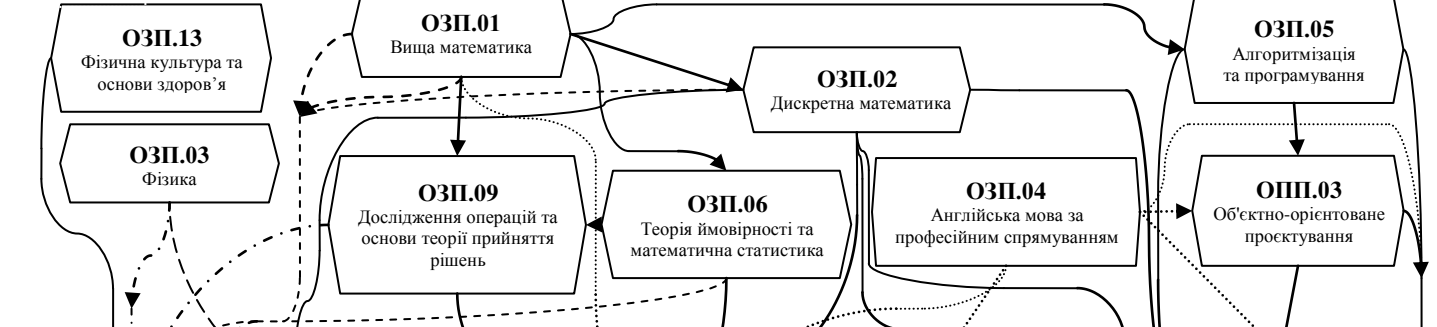 ОЗП.13
Фізична культура та
основи здоров’я
ОЗП.01
Вища математика
ОЗП.02
Дискретна математика
ОЗП.05
Алгоритмізація
та програмування
ОЗП.03
Фізика
ОЗП.09
Дослідження операцій та
основи теорії прийняття
рішень
ОЗП.06
Теорія ймовірності та
математична статистика
ОЗП.04
Англійська мова за
професійним спрямуванням
ОПП.03
Об'єктно-орієнтоване
проєктування